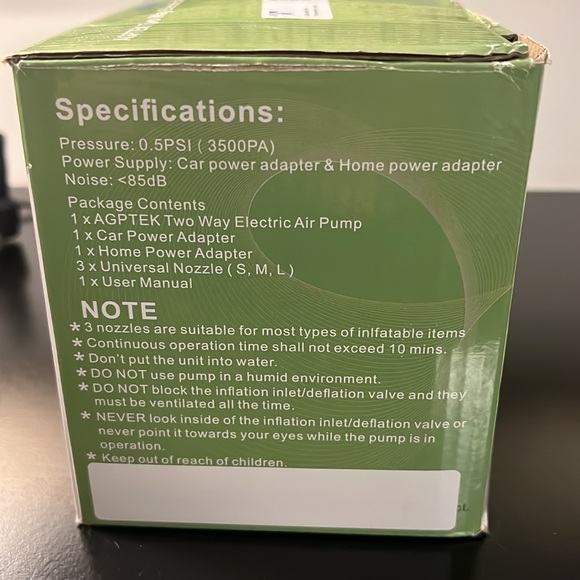 Specifications:
Pressure: 0.5PSI ( 3500PA)
Power Supply: Car power adapter & Home power adapter
Noise: <85dB
Package Contents
1 x AGPTEK Two Way Electric Air Pump
1 x Car Power Adapter
1 x Home Power Adapter
3 x Universal Nozzle ( S, M, L )
1 x User Manual
NOTE
* 3 nozzles are suitable for most types of inlfatable items
* Continuous operation time shall not exceed 10 mins.
* Don't put the unit into water.
* DO NOT use pump in a humid environment.
* DO NOT block the inflation inlet/deflation valve and they
must be ventilated all the time.
* NEVER look inside of the inflation inlet/deflation valve or
never point it towards your eyes while the pump is in
operation.
* Keep out of reach of children.